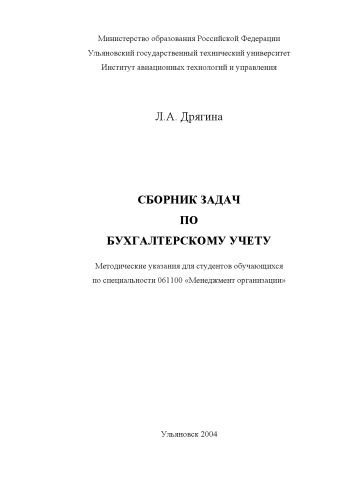 Министерство образования Российской Федерации
Ульяновский государственный технический университет
Институт авиационных технологий и управления
Л.А. Дрягина
СБОРНИК ЗАДАЧ
ПО
БУХГАЛТЕРСКОМУ УЧЕТУ
Методические указания для студентов обучающихся
по специальности 061100 «Менеджмент организации»
Ульяновск 2004